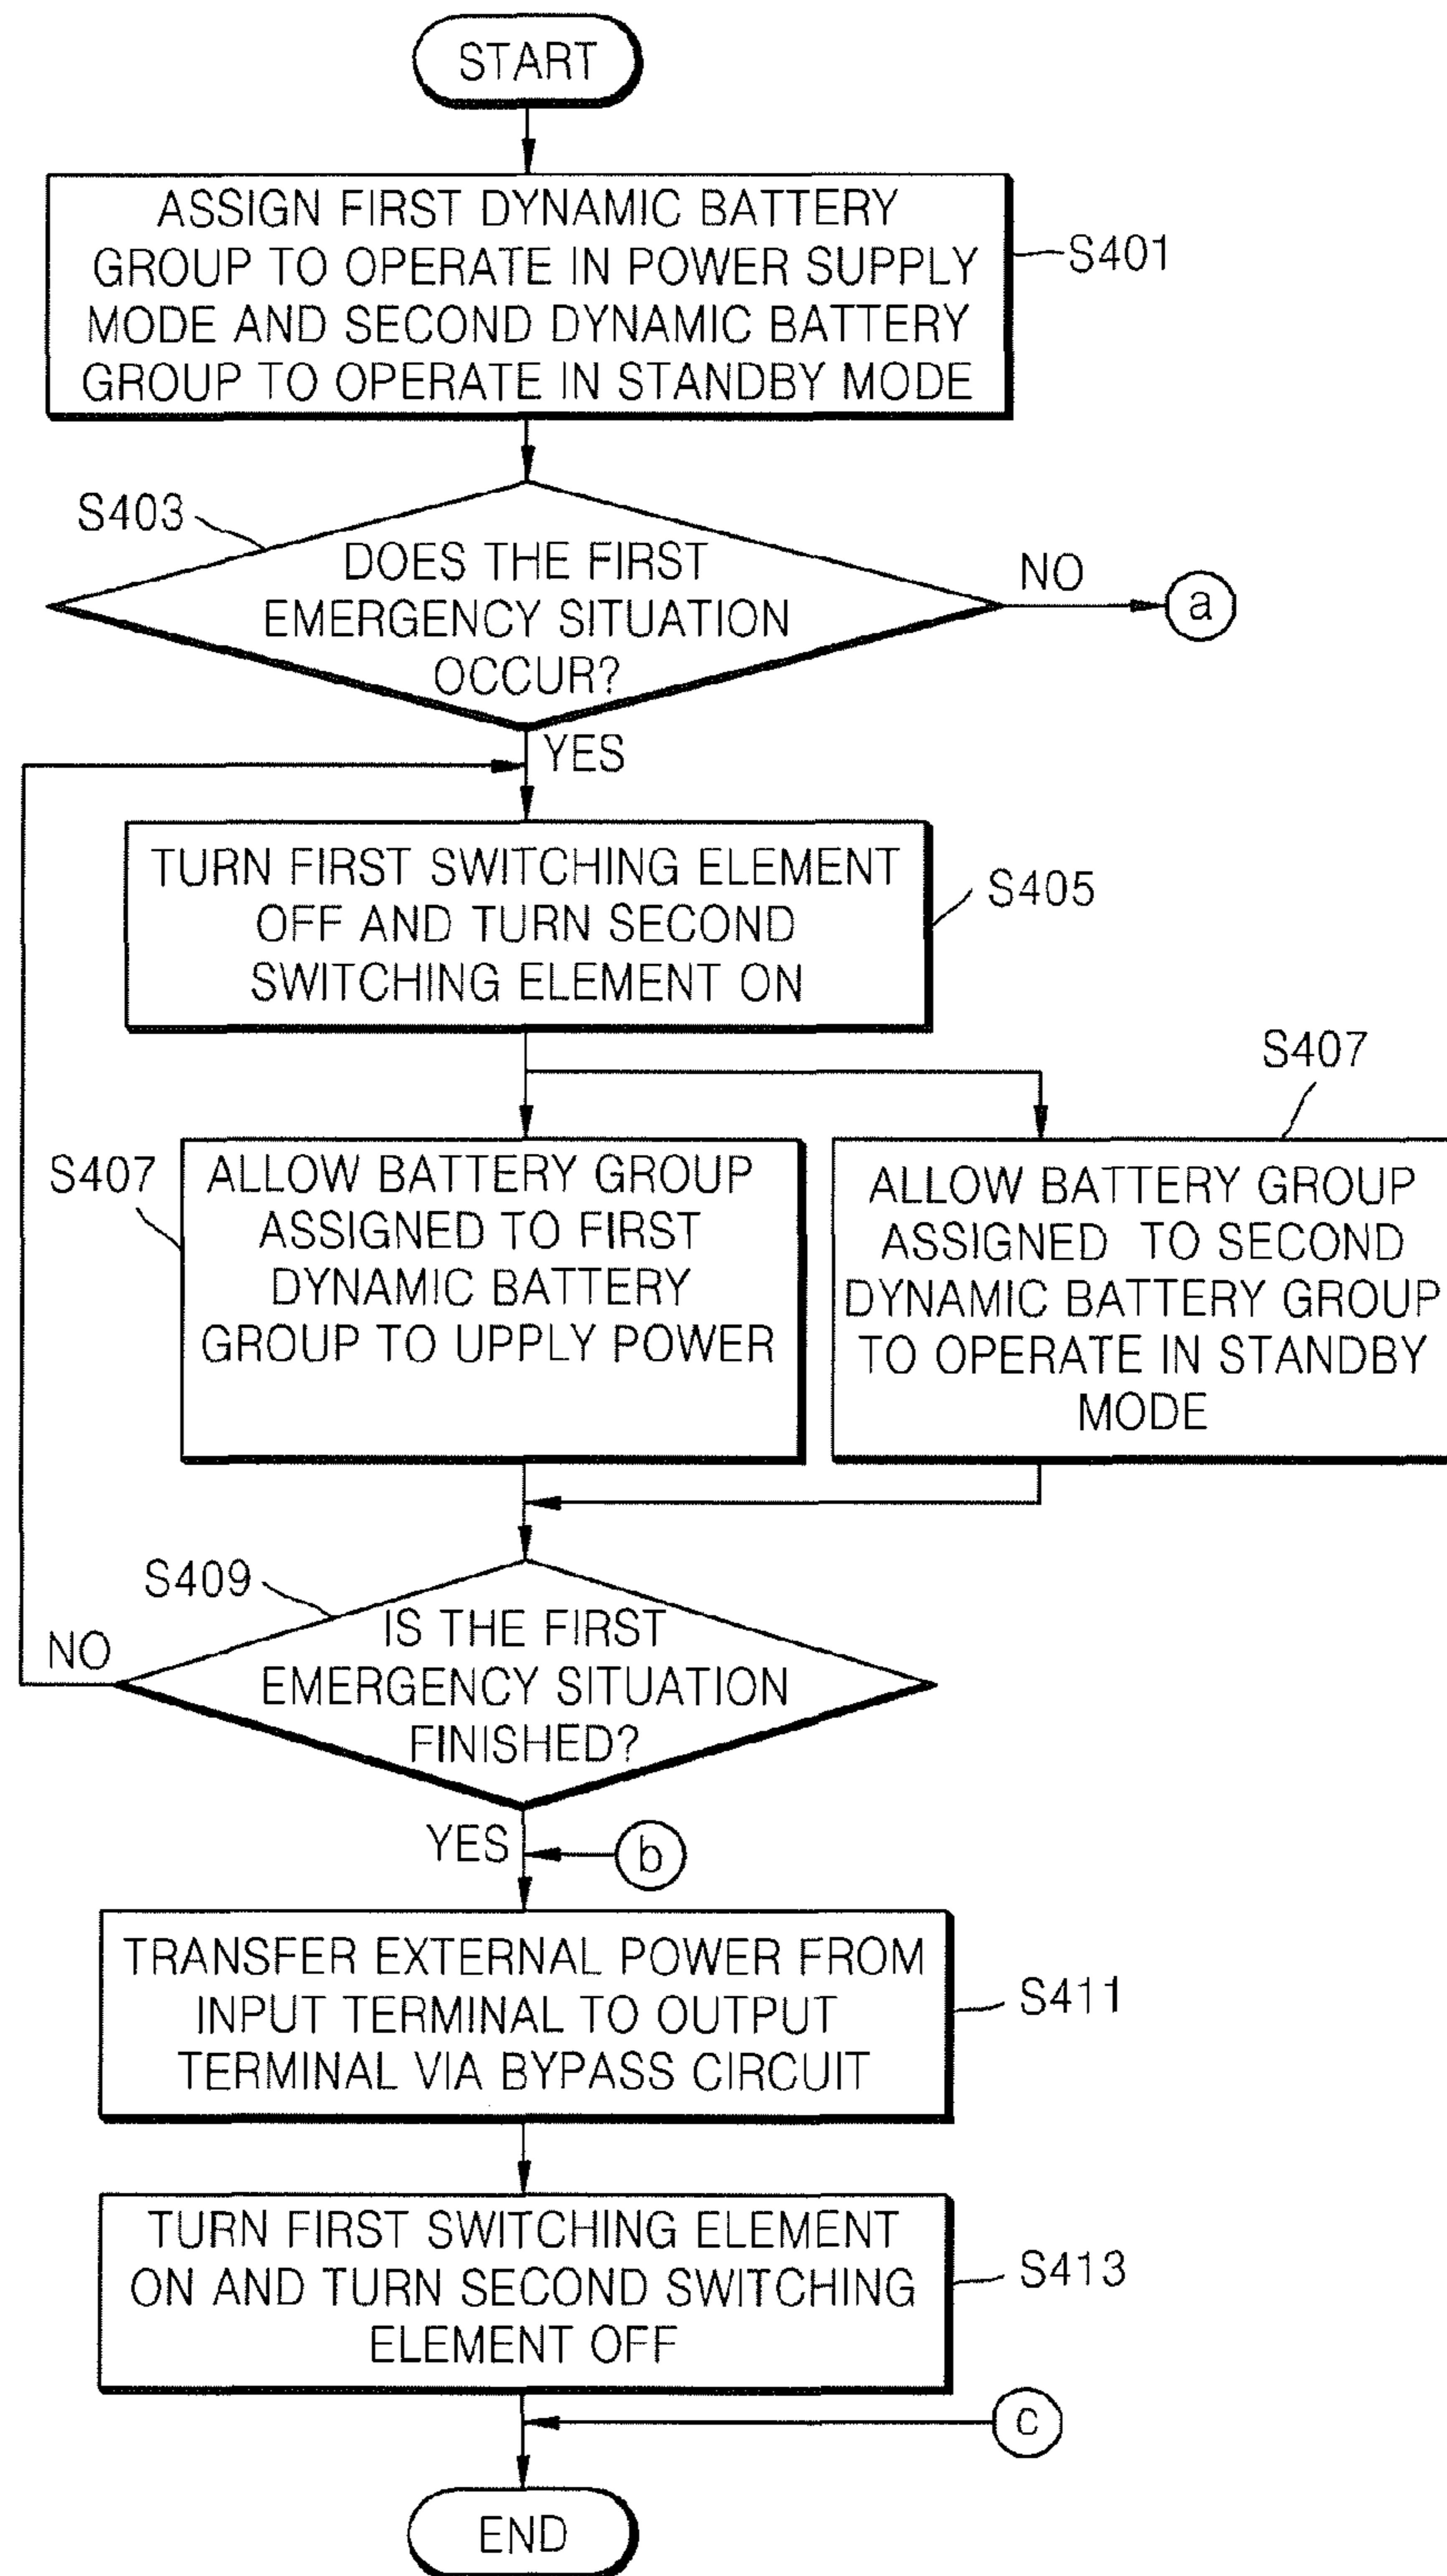 START
ASSIGN FIRST DYNAMIC BATTERY
GROUP TO OPERATE IN POWER SUPPLY
MODE AND SECOND DYNAMIC BATTERY
GROUP TO OPERATE IN STANDBY MODE
S401
S403
DOES THE FIRST
EMERGENCY SITUATION
OCCUR?
NO
a
YES
TURN FIRST SWITCHING ELEMENT
OFF AND TURN SECOND
SWITCHING ELEMENT ON
S405
S407
ALLOW BATTERY GROUP
ASSIGNED TO FIRST
DYNAMIC BATTERY
GROUP TO UPPLY POWER
S407
ALLOW BATTERY GROUP
ASSIGNED TO SECOND
DYNAMIC BATTERY GROUP
TO OPERATE IN STANDBY
MODE
S409
IS THE FIRST
EMERGENCY SITUATION
FINISHED?
NO
YES
b
TRANSFER EXTERNAL POWER FROM
INPUT TERMINAL TO OUTPUT
TERMINAL VIA BYPASS CIRCUIT
S411
TURN FIRST SWITCHING ELEMENT
ON AND TURN SECOND SWITCHING
ELEMENT OFF
S413
c
END